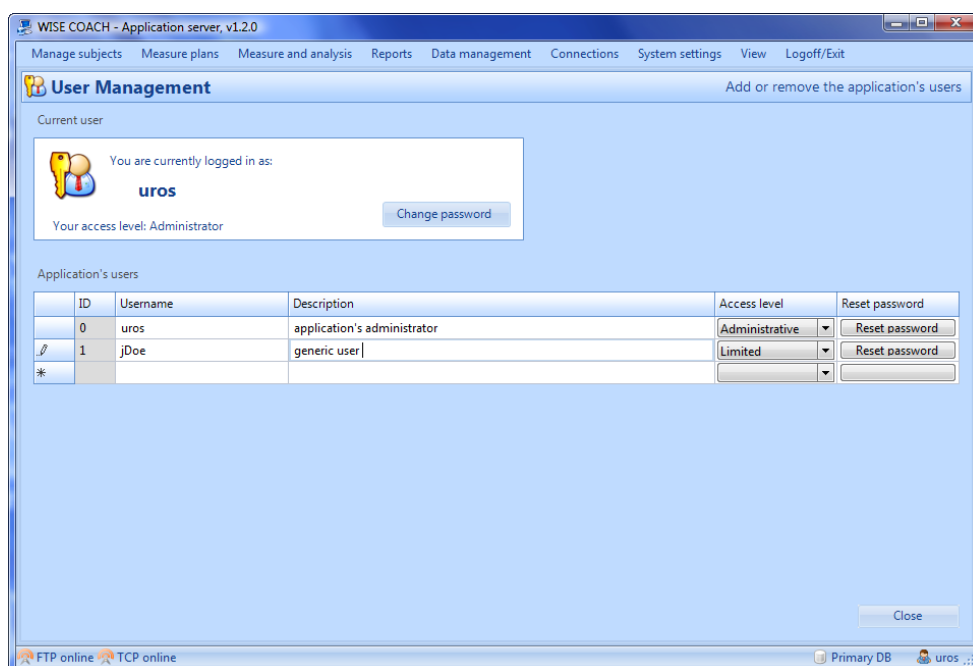 WISE COACH - Application server, v1.2.0
Manage subjects Measure plans Measure and analysis Reports Data management Connections System settings View Logoff/Exit
User Management Add or remove the application's users
Current user
You are currently logged in as:
uros
Change password
Your access level: Administrator
Application's users
ID Username Description Access level Reset password
0 uros application's administrator Administrative Reset password
1 jDoe generic user Limited Reset password
Close
FTP online TCP online Primary DB uros